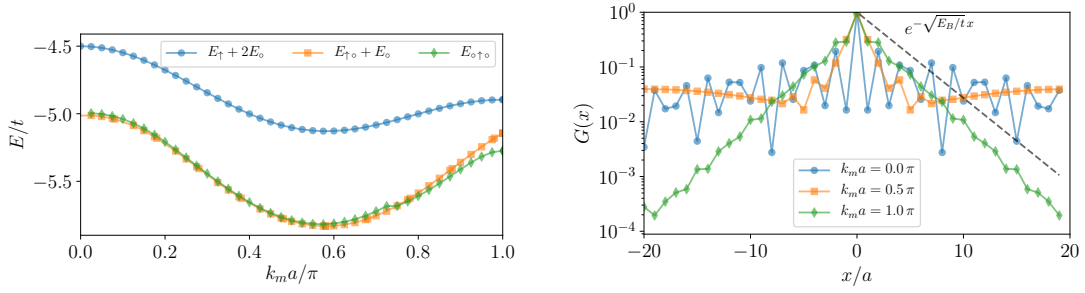 −4.5
−5.0
−5.5
E/t
E↑ + 2E∘
E↑∘ + E∘
E∘↑∘
0.0
0.2
0.4
0.6
0.8
1.0
k_m a/π
10^0
10^−1
10^−2
10^−3
10^−4
G(x)
e^{−√(E_B/t) x}
k_m a = 0.0 π
k_m a = 0.5 π
k_m a = 1.0 π
−20
−10
0
10
20
x/a